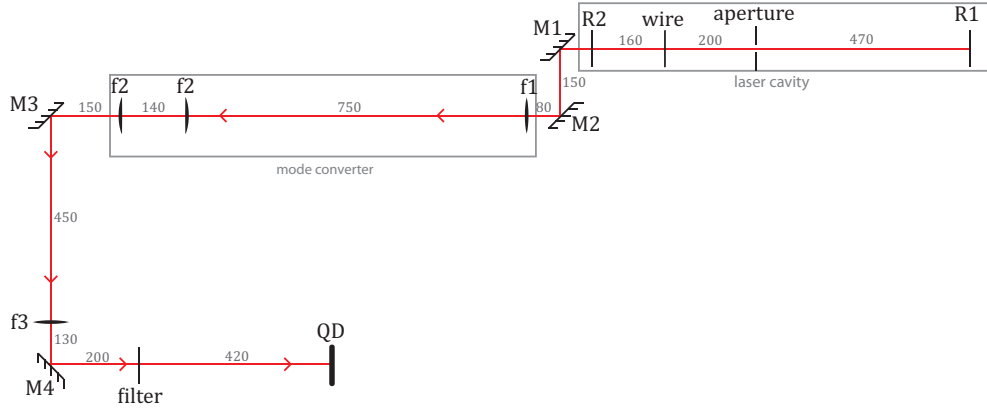 R2 wire aperture R1
M1
160 200 470
laser cavity
150
f2 f2 f1
M3 150 140 750 80
M2
mode converter
450
f3
130
QD
200 420
M4
filter